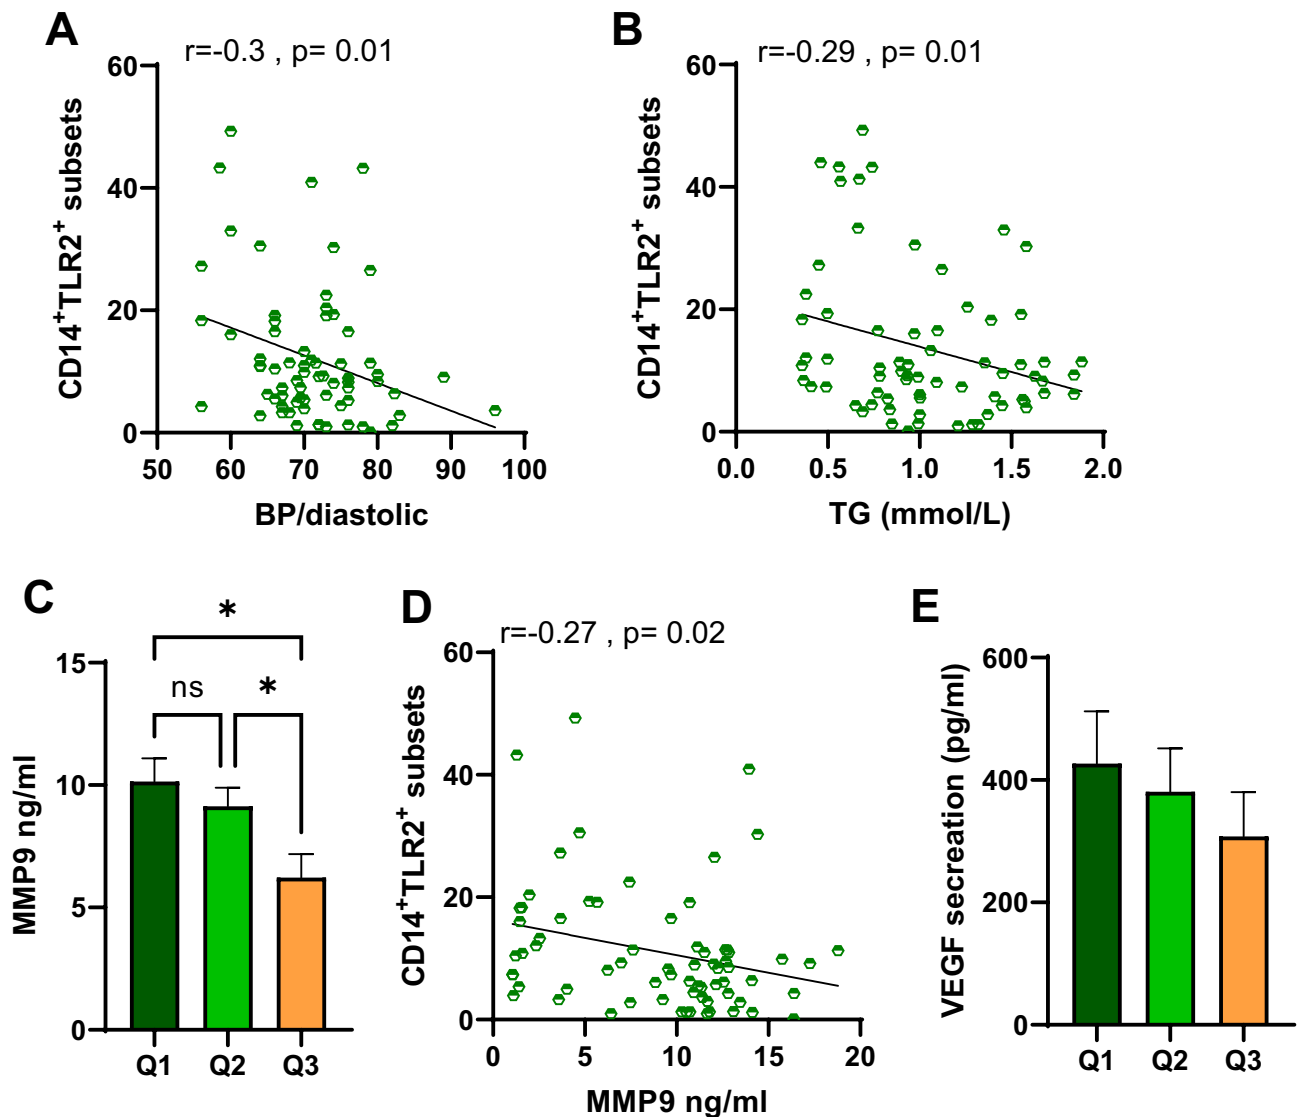 A
r=-0.3 , p= 0.01
CD14+TLR2+ subsets
60
40
20
0
50 60 70 80 90 100
BP/diastolic
B
r=-0.29 , p= 0.01
CD14+TLR2+ subsets
60
40
20
0
0.0 0.5 1.0 1.5 2.0
TG (mmol/L)
C
*
ns *
MMP9 ng/ml
15
10
5
0
Q1 Q2 Q3
D
r=-0.27 , p= 0.02
CD14+TLR2+ subsets
60
40
20
0
0 5 10 15 20
MMP9 ng/ml
E
VEGF secreation (pg/ml)
600
400
200
0
Q1 Q2 Q3